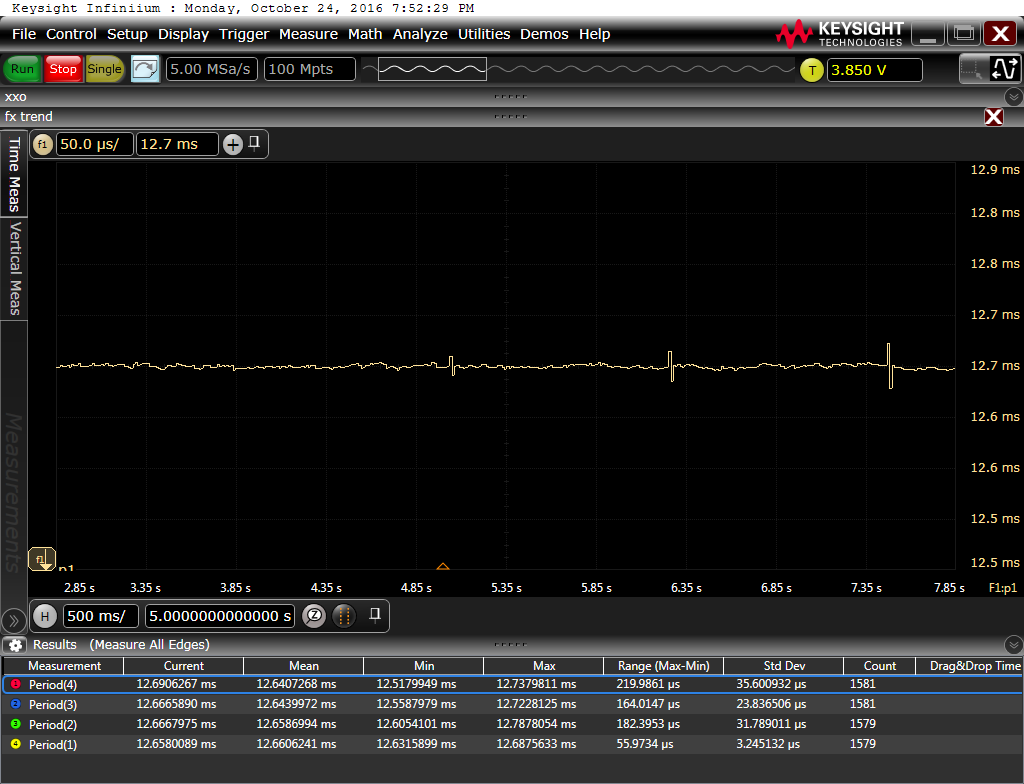 Keysight Infiniium : Monday, October 24, 2016 7:52:29 PM
File Control Setup Display Trigger Measure Math Analyze Utilities Demos Help
KEYSIGHT
TECHNOLOGIES
Run Stop Single 5.00 MSa/s 100 Mpts T 3.850 V
xxo
fx trend
f1 50.0 µs/ 12.7 ms
Time Meas
Vertical Meas
Measurements
12.9 ms
12.8 ms
12.8 ms
12.7 ms
12.7 ms
12.6 ms
12.6 ms
12.5 ms
12.5 ms
f1 p1
2.85 s 3.35 s 3.85 s 4.35 s 4.85 s 5.35 s 5.85 s 6.35 s 6.85 s 7.35 s 7.85 s F1:p1
H 500 ms/ 5.0000000000000 s Z
Results (Measure All Edges)
Measurement Current Mean Min Max Range (Max-Min) Std Dev Count Drag&Drop Time
1 Period(4) 12.6906267 ms 12.6407268 ms 12.5179949 ms 12.7379811 ms 219.9861 µs 35.600932 µs 1581
2 Period(3) 12.6665890 ms 12.6439972 ms 12.5587979 ms 12.7228125 ms 164.0147 µs 23.836506 µs 1581
3 Period(2) 12.6667975 ms 12.6586994 ms 12.6054101 ms 12.7878054 ms 182.3953 µs 31.789011 µs 1579
4 Period(1) 12.6580089 ms 12.6606241 ms 12.6315899 ms 12.6875633 ms 55.9734 µs 3.245132 µs 1579